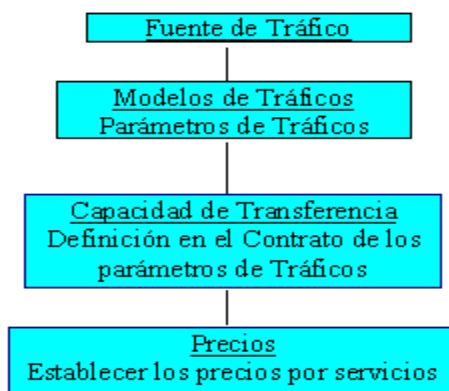 Fuente de Tráfico
Modelos de Tráficos
Parámetros de Tráficos
Capacidad de Transferencia
Definición en el Contrato de los
parámetros de Tráficos
Precios
Establecer los precios por servicios